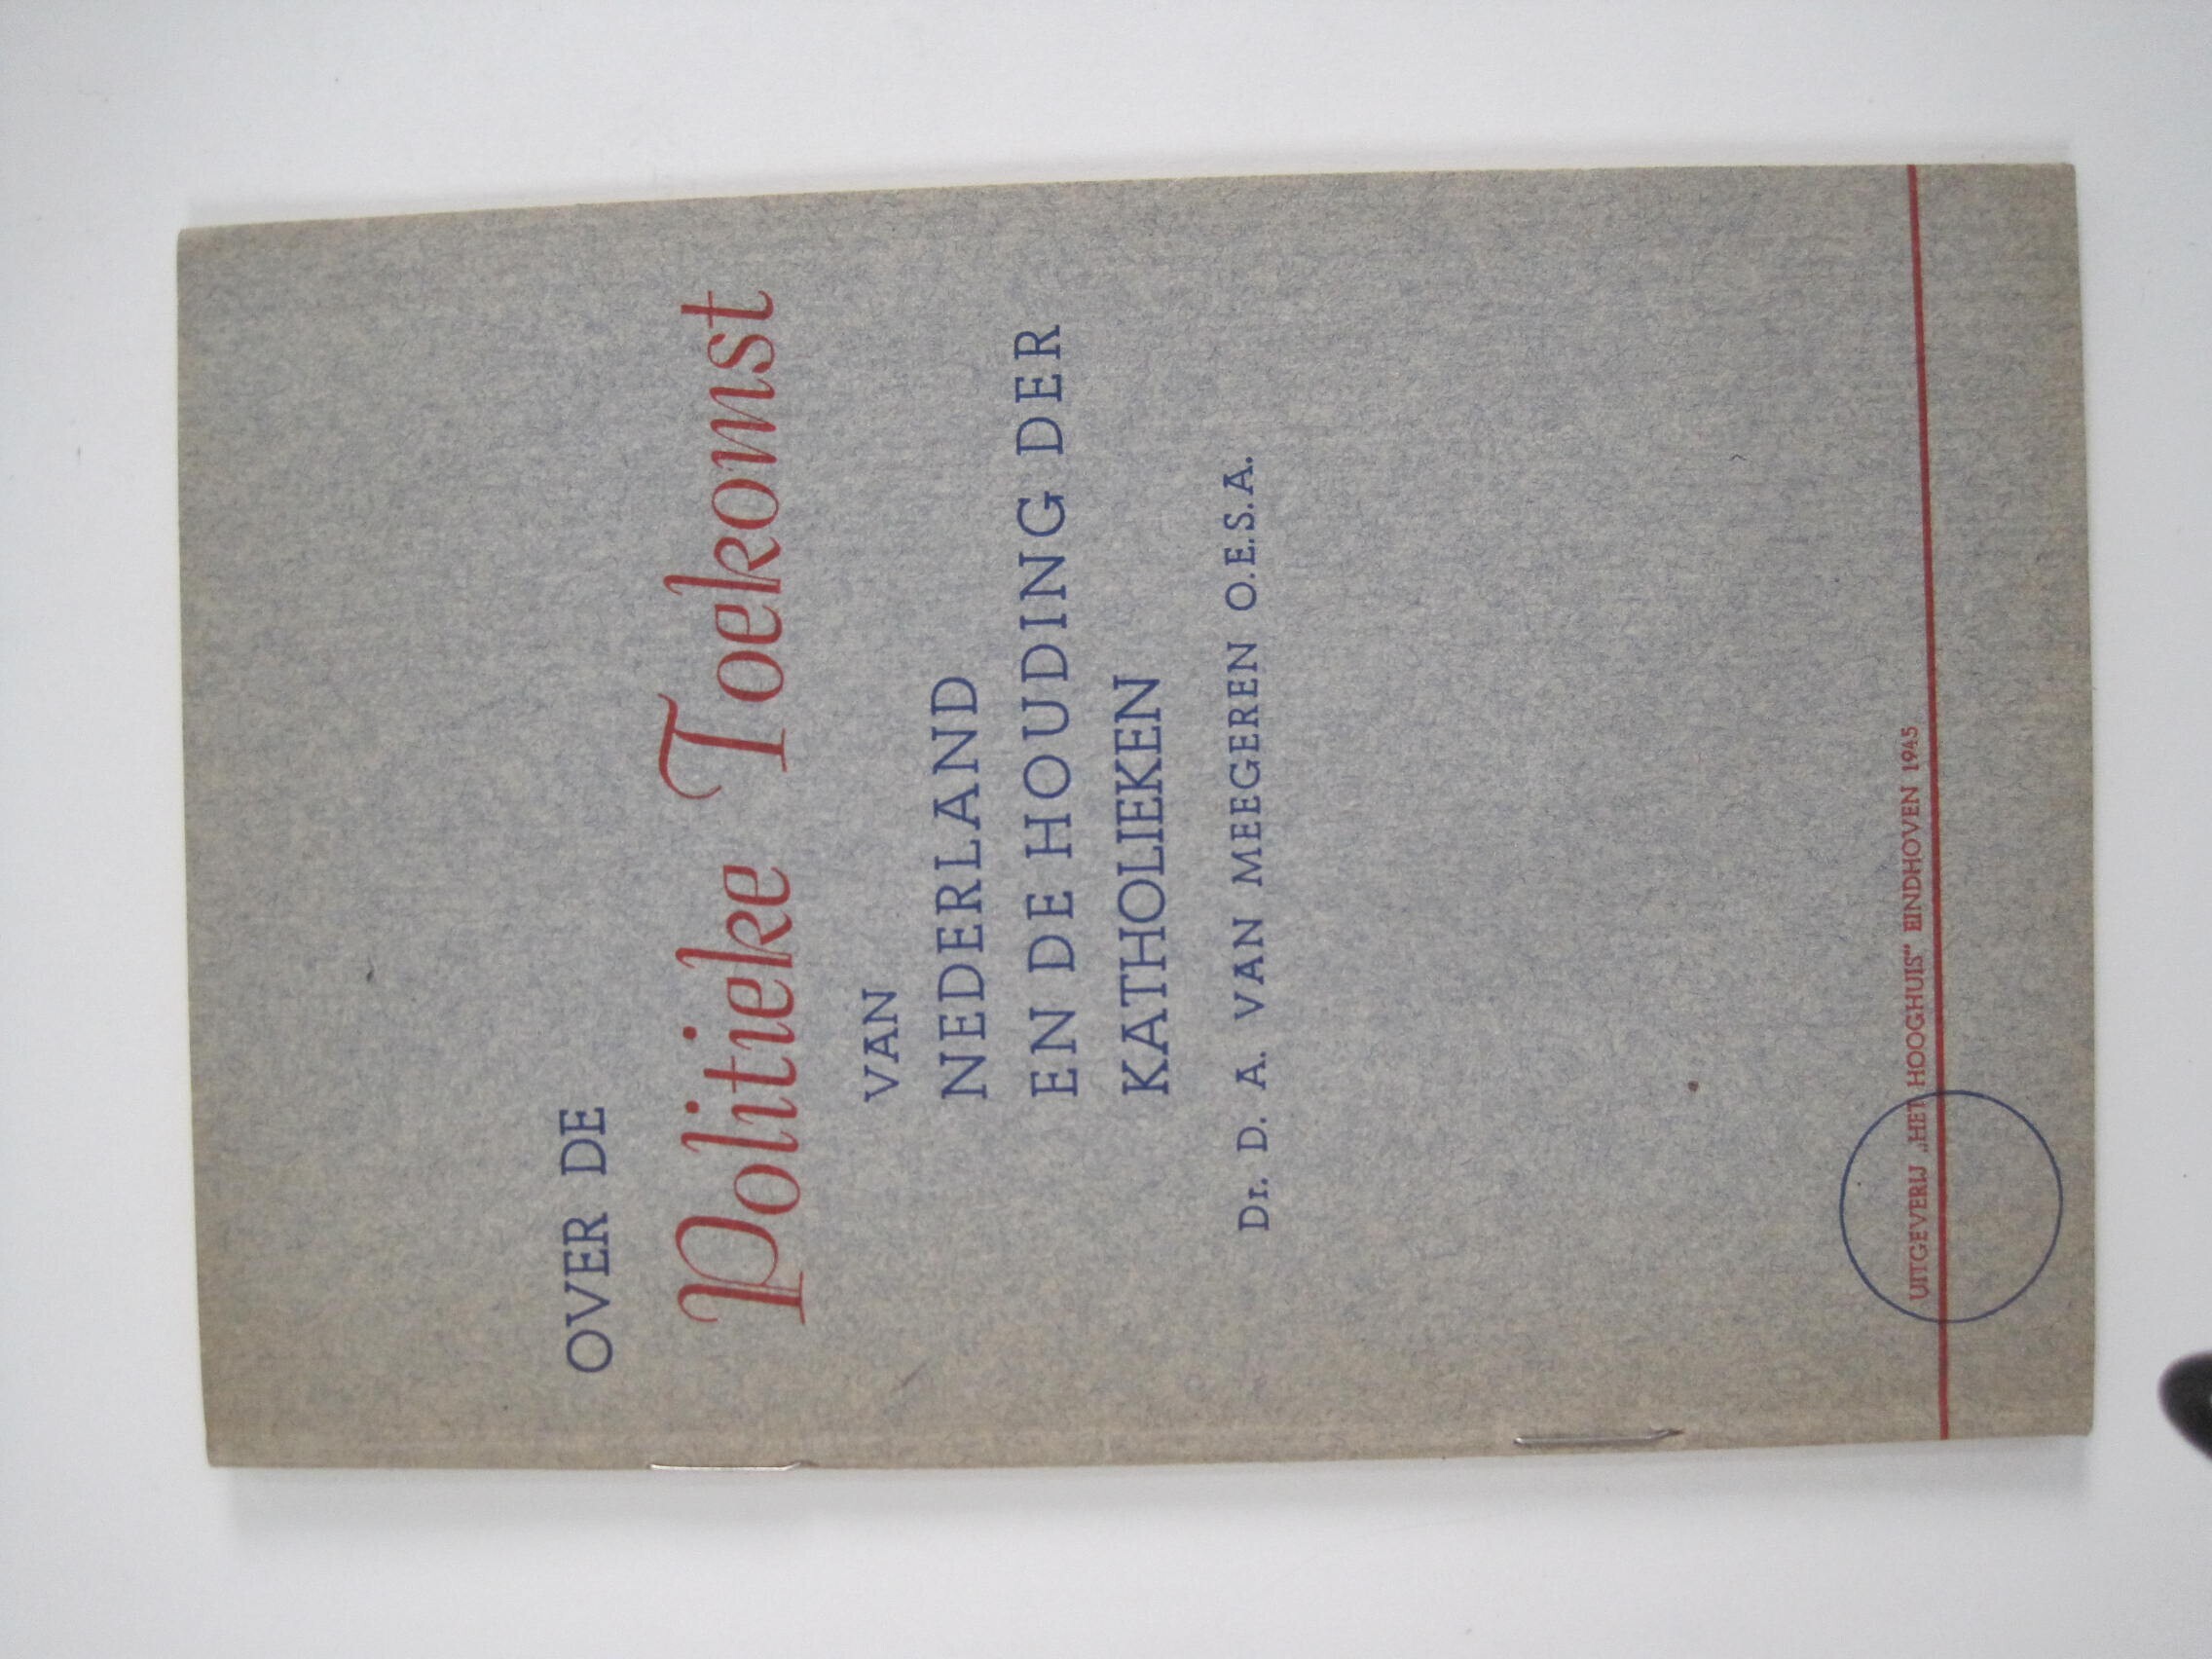 OVER DE
Politieke Toekomst
VAN
NEDERLAND
EN DE HOUDING DER
KATHOLIEKEN
Dr. D. A. VAN MEEGEREN O.E.S.A.
UITGEVERIJ „HET HOOGHUIS" EINDHOVEN 1945